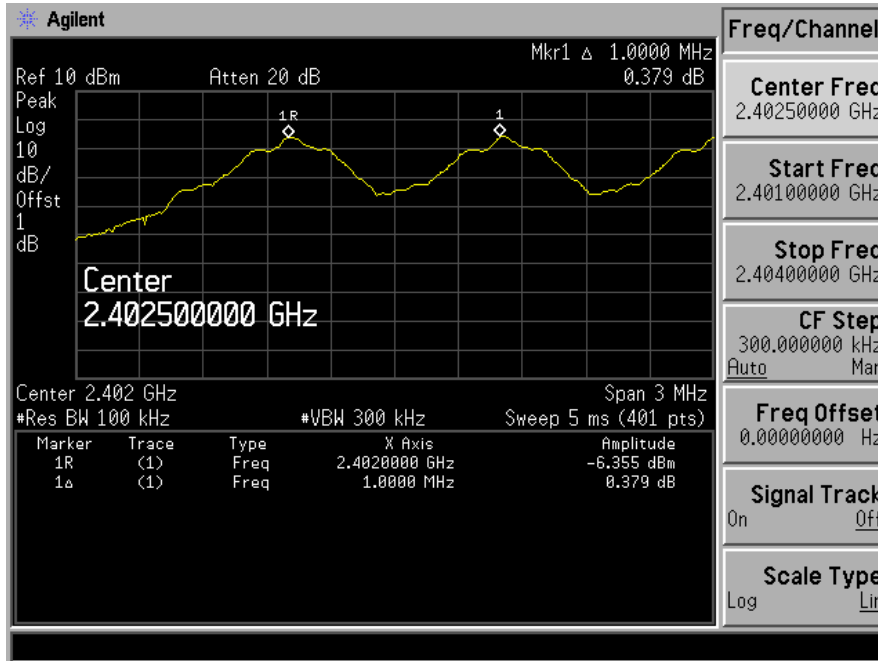 Agilent
Freq/Channel
Mkr1 Δ 1.0000 MHz
Ref 10 dBm Atten 20 dB 0.379 dB
Peak
Log
10
dB/
Offst
1
dB
1R
1
Center
2.402500000 GHz
Center 2.402 GHz Span 3 MHz
#Res BW 100 kHz #VBW 300 kHz Sweep 5 ms (401 pts)
Marker Trace Type X Axis Amplitude
1R (1) Freq 2.4020000 GHz -6.355 dBm
1Δ (1) Freq 1.0000 MHz 0.379 dB
Center Freq
2.40250000 GHz
Start Freq
2.40100000 GHz
Stop Freq
2.40400000 GHz
CF Step
300.000000 kHz
Auto Man
Freq Offset
0.00000000 Hz
Signal Track
On Off
Scale Type
Log Lin